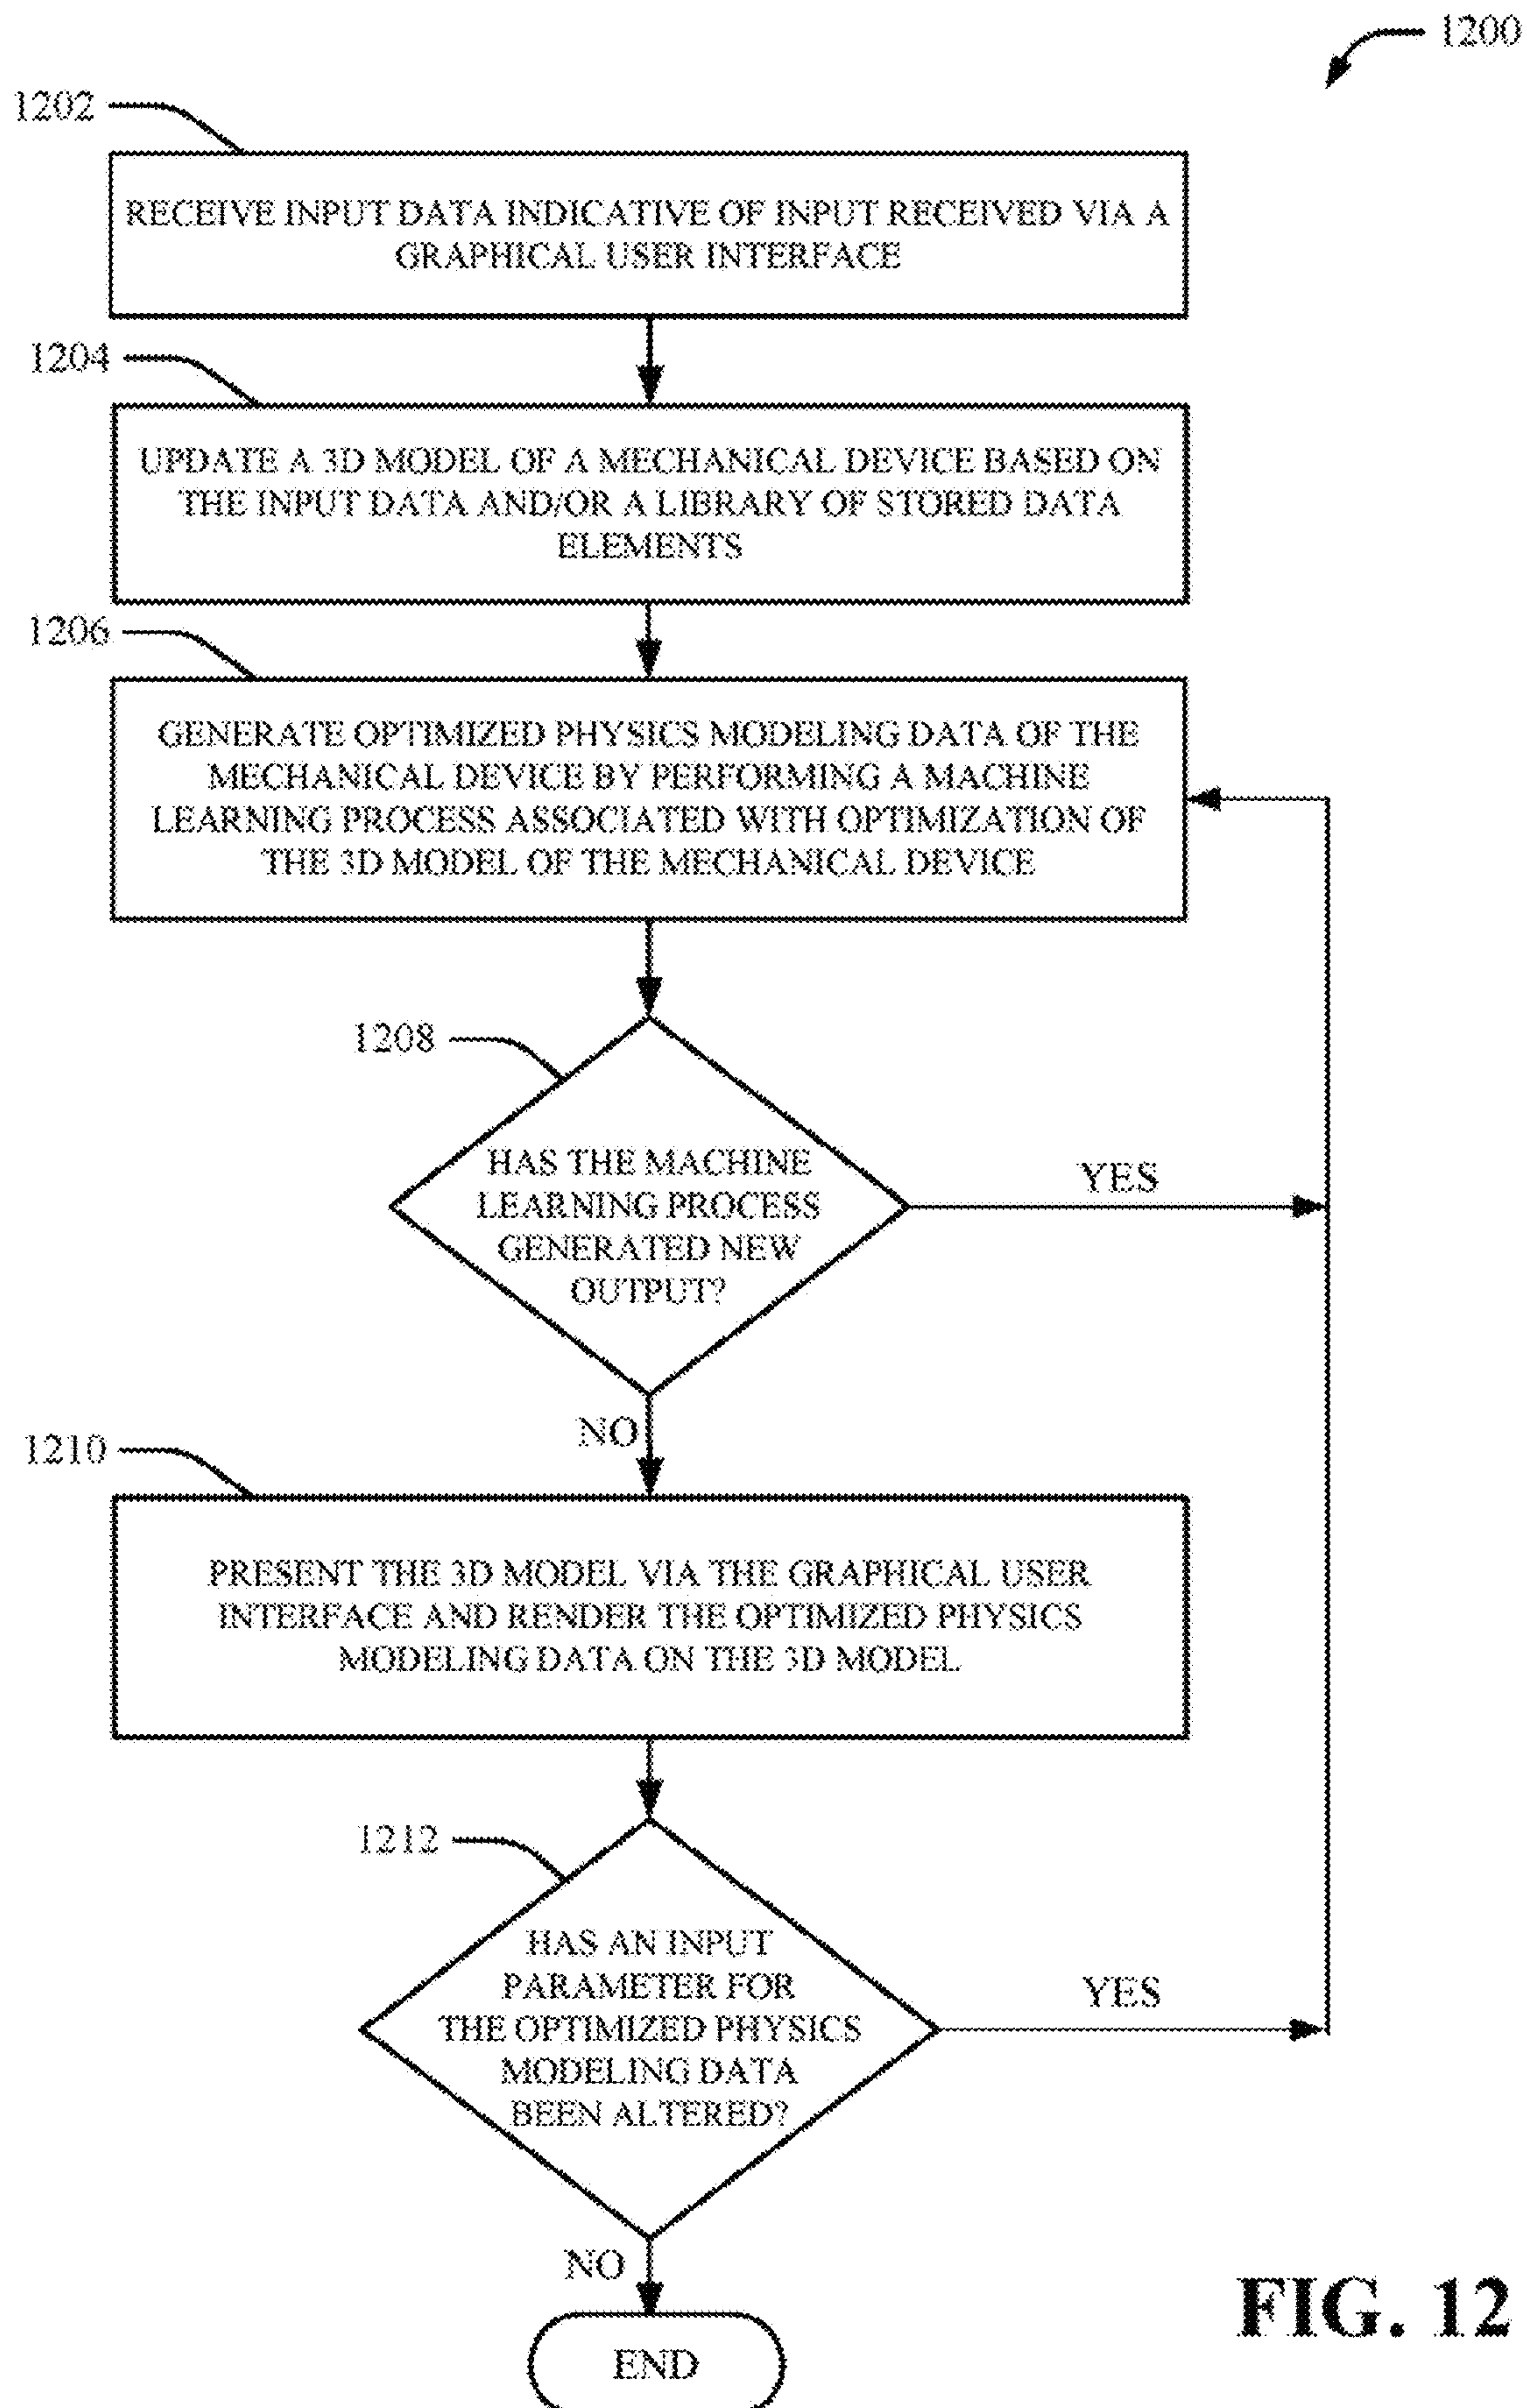 1200
1202
RECEIVE INPUT DATA INDICATIVE OF INPUT RECEIVED VIA A
GRAPHICAL USER INTERFACE
1204
UPDATE A 3D MODEL OF A MECHANICAL DEVICE BASED ON
THE INPUT DATA AND/OR A LIBRARY OF STORED DATA
ELEMENTS
1206
GENERATE OPTIMIZED PHYSICS MODELING DATA OF THE
MECHANICAL DEVICE BY PERFORMING A MACHINE
LEARNING PROCESS ASSOCIATED WITH OPTIMIZATION OF
THE 3D MODEL OF THE MECHANICAL DEVICE
1208
HAS THE MACHINE
LEARNING PROCESS
GENERATED NEW
OUTPUT?
YES
NO
1210
PRESENT THE 3D MODEL VIA THE GRAPHICAL USER
INTERFACE AND RENDER THE OPTIMIZED PHYSICS
MODELING DATA ON THE 3D MODEL
1212
HAS AN INPUT
PARAMETER FOR
THE OPTIMIZED PHYSICS
MODELING DATA
BEEN ALTERED?
YES
NO
END
FIG. 12